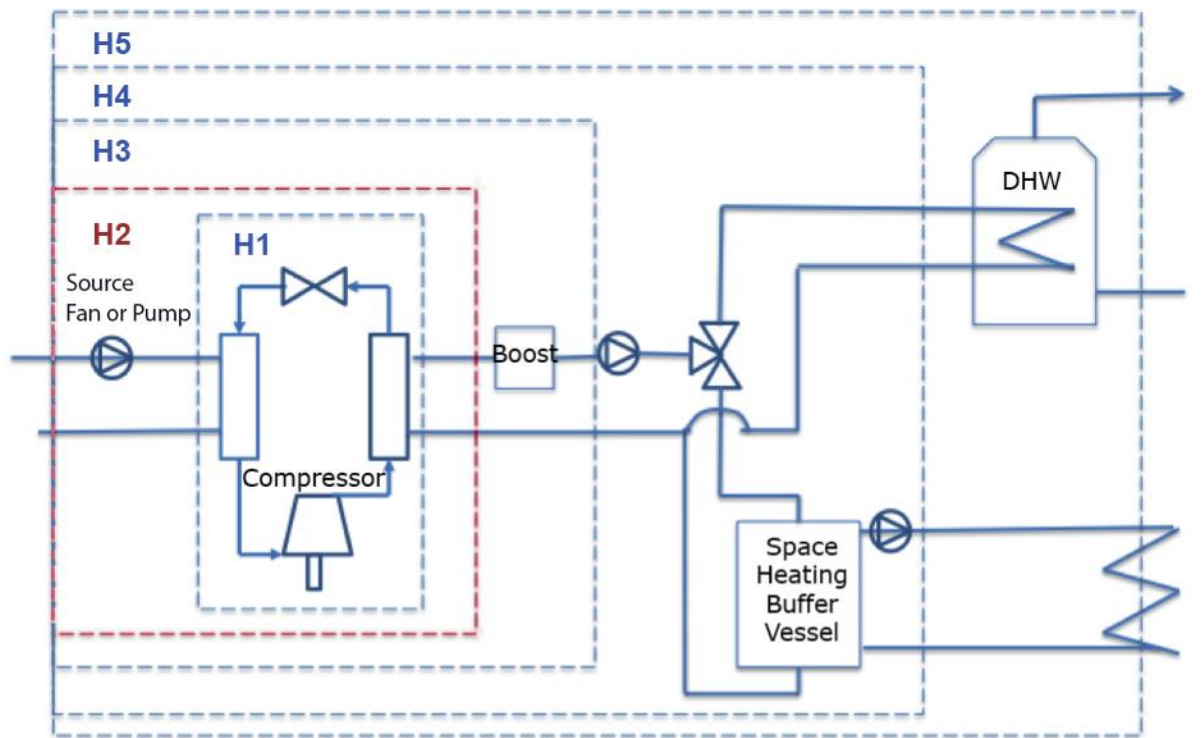 H5
H4
H3
H2
H1
Source
Fan or Pump
Compressor
Boost
DHW
Space
Heating
Buffer
Vessel